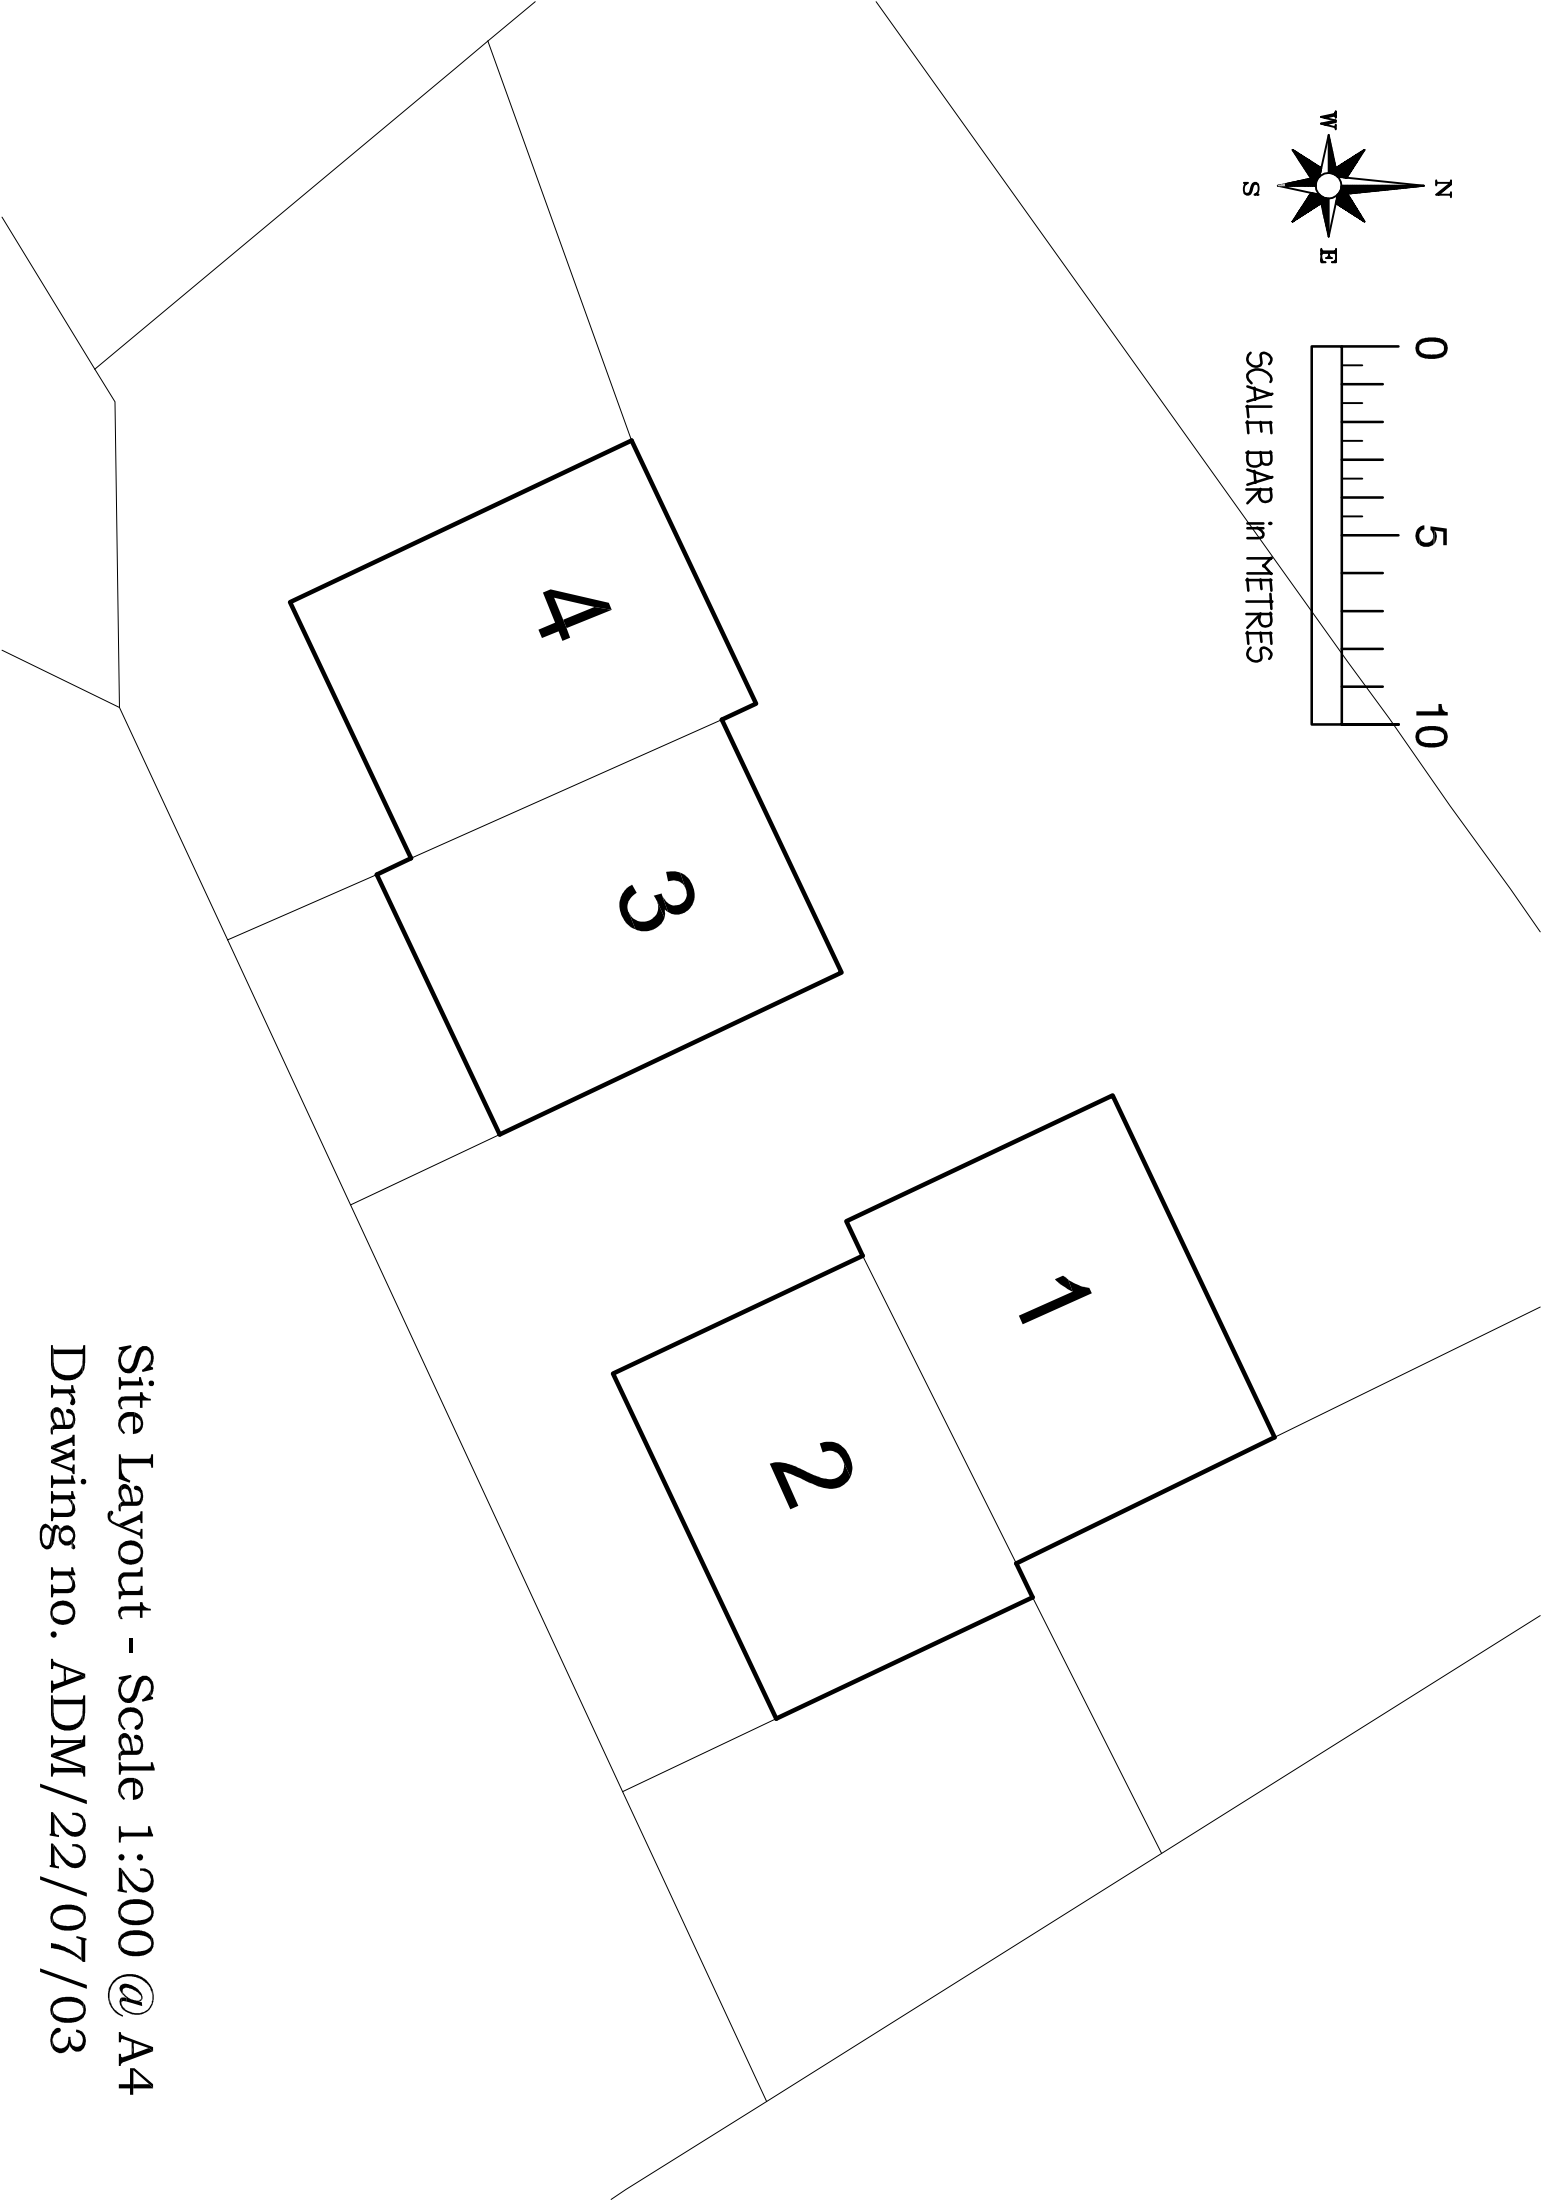 N
W
E
S
0 5 10
SCALE BAR in METRES
1
4
3
2
Site Layout - Scale 1:200 @ A4
Drawing no. ADM/22/07/03